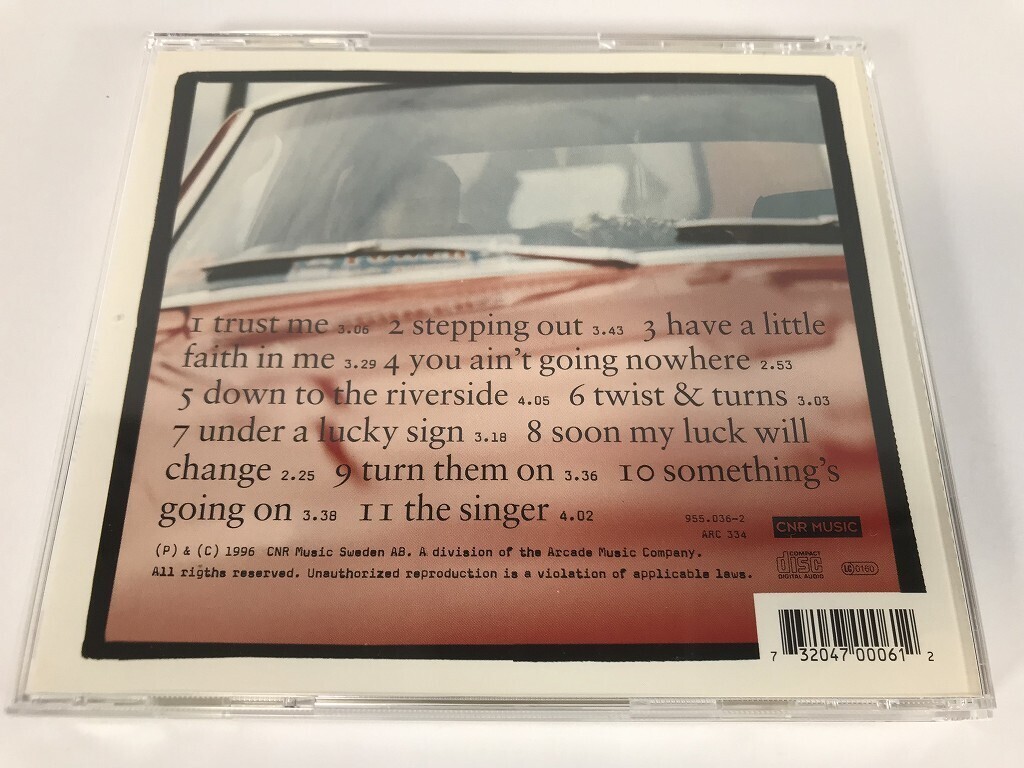 1 trust me 3.06 2 stepping out 3.43 3 have a little
faith in me 3.29 4 you ain't going nowhere 2.53
5 down to the riverside 4.05 6 twist & turns 3.03
7 under a lucky sign 3.18 8 soon my luck will
change 2.25 9 turn them on 3.36 10 something's
going on 3.38 11 the singer 4.02
955.036-2
ARC 334
CNR MUSIC
(P) & (C) 1996 CNR Music Sweden AB. A division of the Arcade Music Company.
All rigths reserved. Unauthorized reproduction is a violation of applicable laws.
COMPACT
disc
DIGITAL AUDIO
LC 0160
7 32047 00061 2